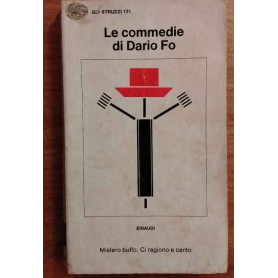 GLI STRUZZI 131
Le commedie
di Dario Fo
EINAUDI
Mistero buffo. Ci ragiono e canto.